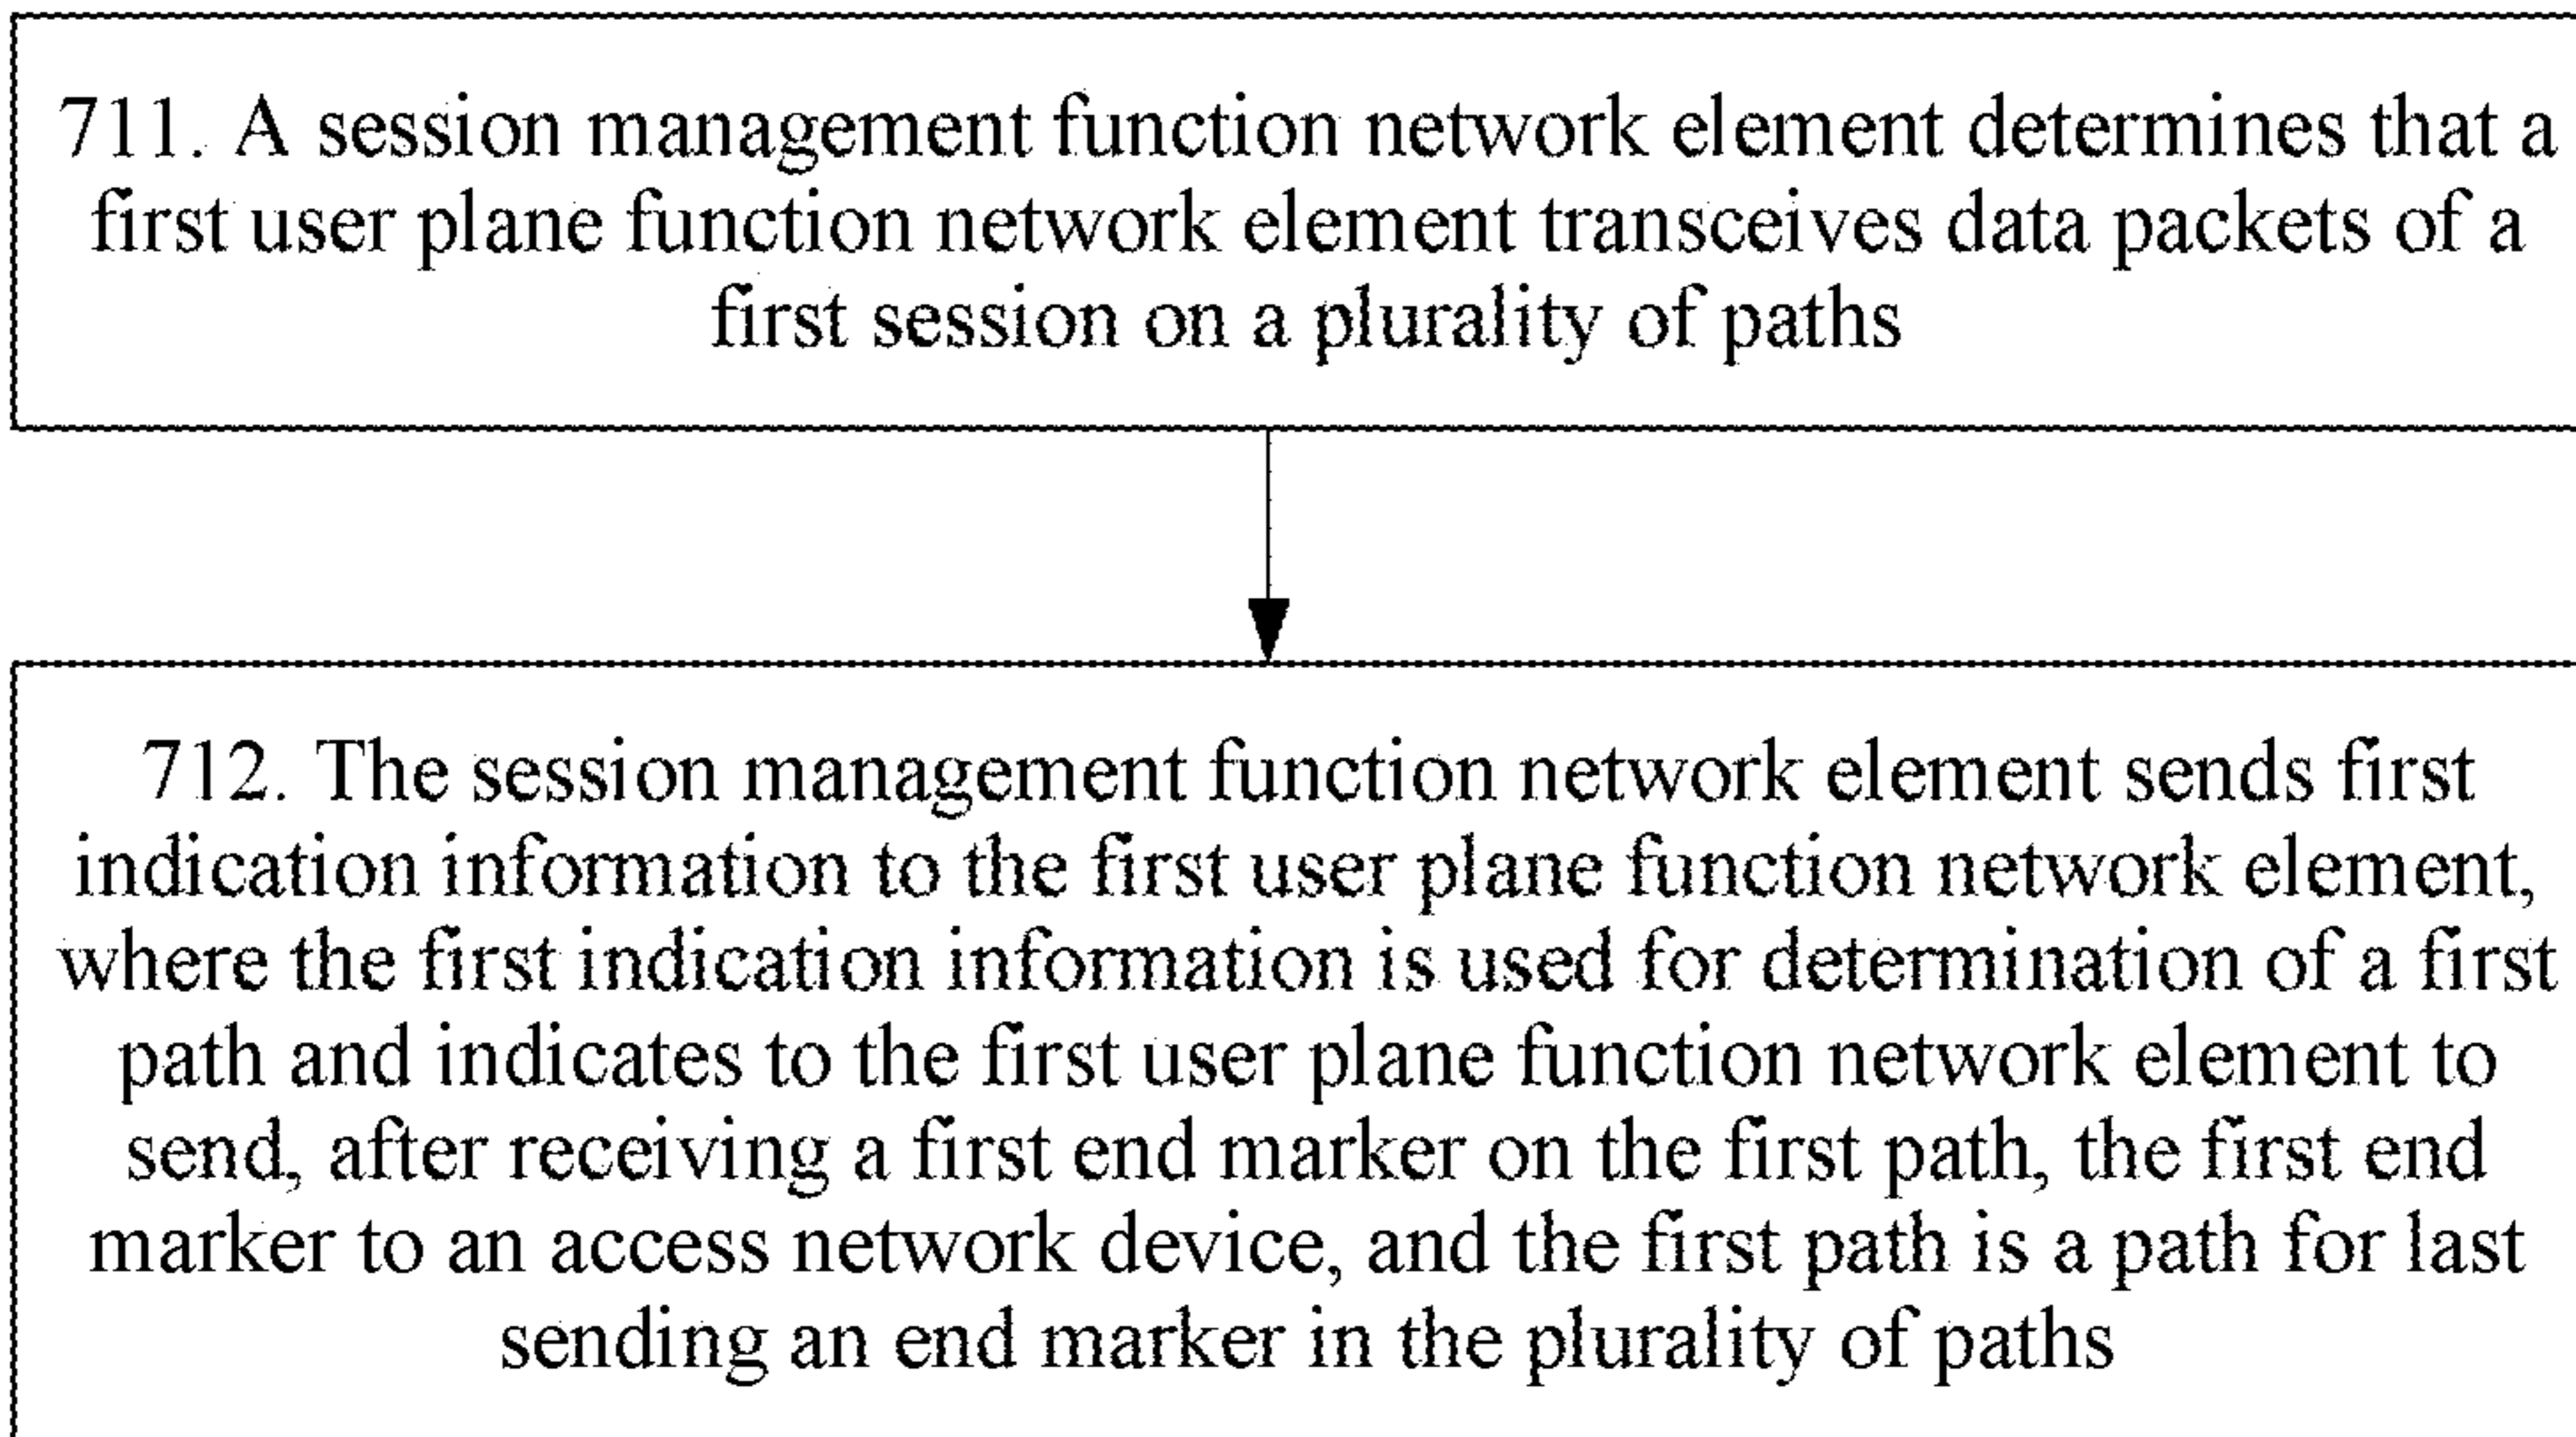 711. A session management function network element determines that a
first user plane function network element transceives data packets of a
first session on a plurality of paths
712. The session management function network element sends first
indication information to the first user plane function network element,
where the first indication information is used for determination of a first
path and indicates to the first user plane function network element to
send, after receiving a first end marker on the first path, the first end
marker to an access network device, and the first path is a path for last
sending an end marker in the plurality of paths